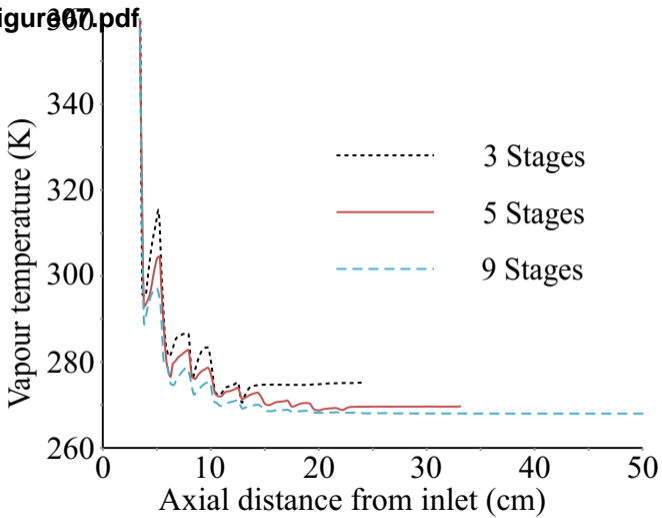 igure07.pdf
360
340
320
300
280
260
Vapour temperature (K)
3 Stages
5 Stages
9 Stages
0 10 20 30 40 50
Axial distance from inlet (cm)